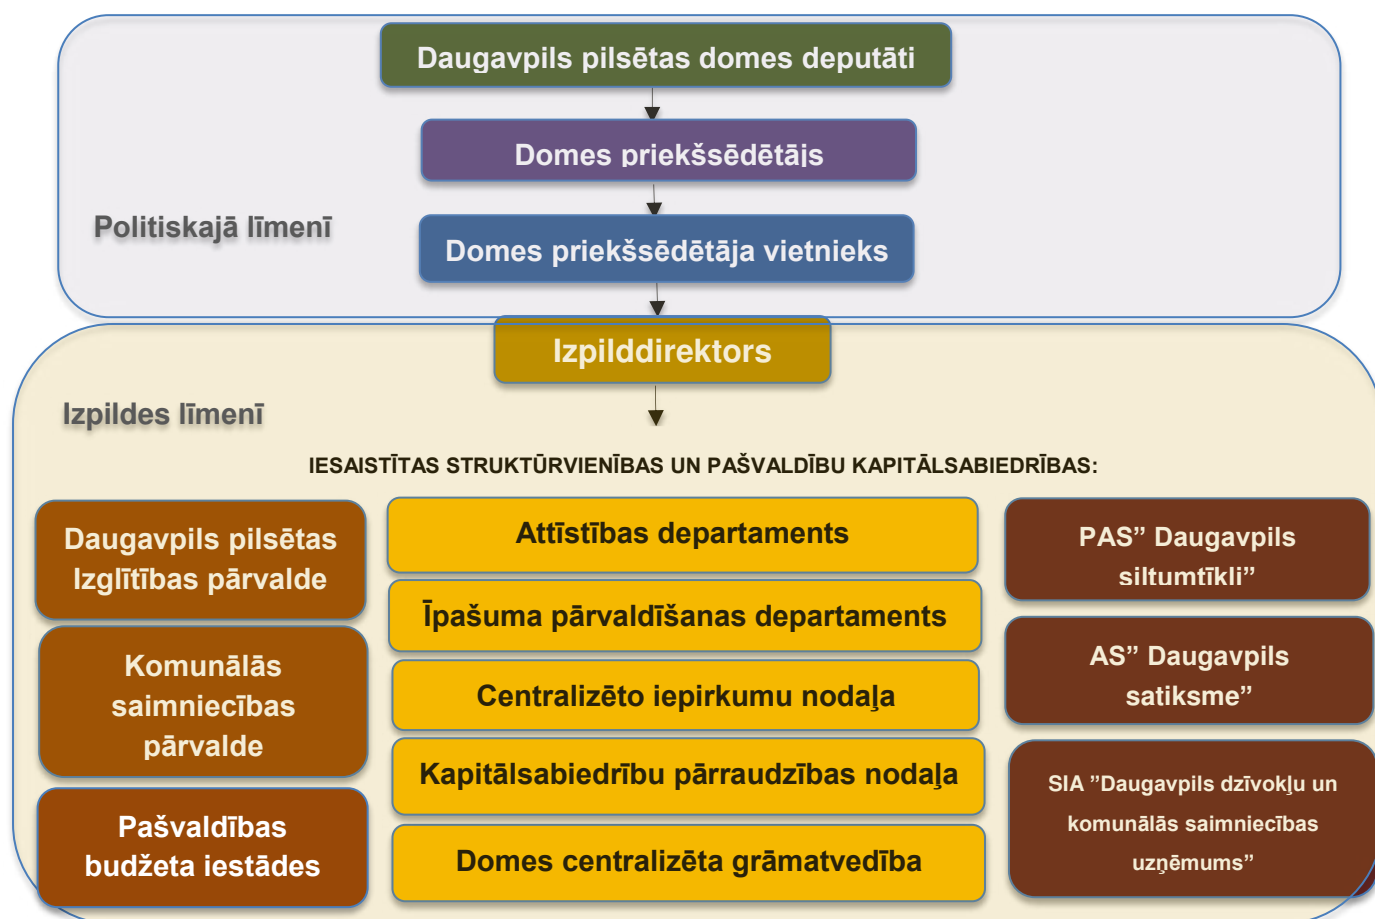 Daugavpils pilsētas domes deputāti
Domes priekšsēdētājs
Politiskajā līmenī
Domes priekšsēdētāja vietnieks
Izpilddirektors
Izpildes līmenī
IESAISTĪTAS STRUKTŪRVIENĪBAS UN PAŠVALDĪBU KAPITĀLSABIEDRĪBAS:
Daugavpils pilsētas
Izglītības pārvalde
Komunālās
saimniecības
pārvalde
Pašvaldības
budžeta iestādes
Attīstības departaments
Īpašuma pārvaldīšanas departaments
Centralizēto iepirkumu nodaļa
Kapitālsabiedrību pārraudzības nodaļa
Domes centralizēta grāmatvedība
PAS” Daugavpils
siltumtīkli”
AS” Daugavpils
satiksme”
SIA ”Daugavpils dzīvokļu un
komunālās saimniecības
uzņēmums”